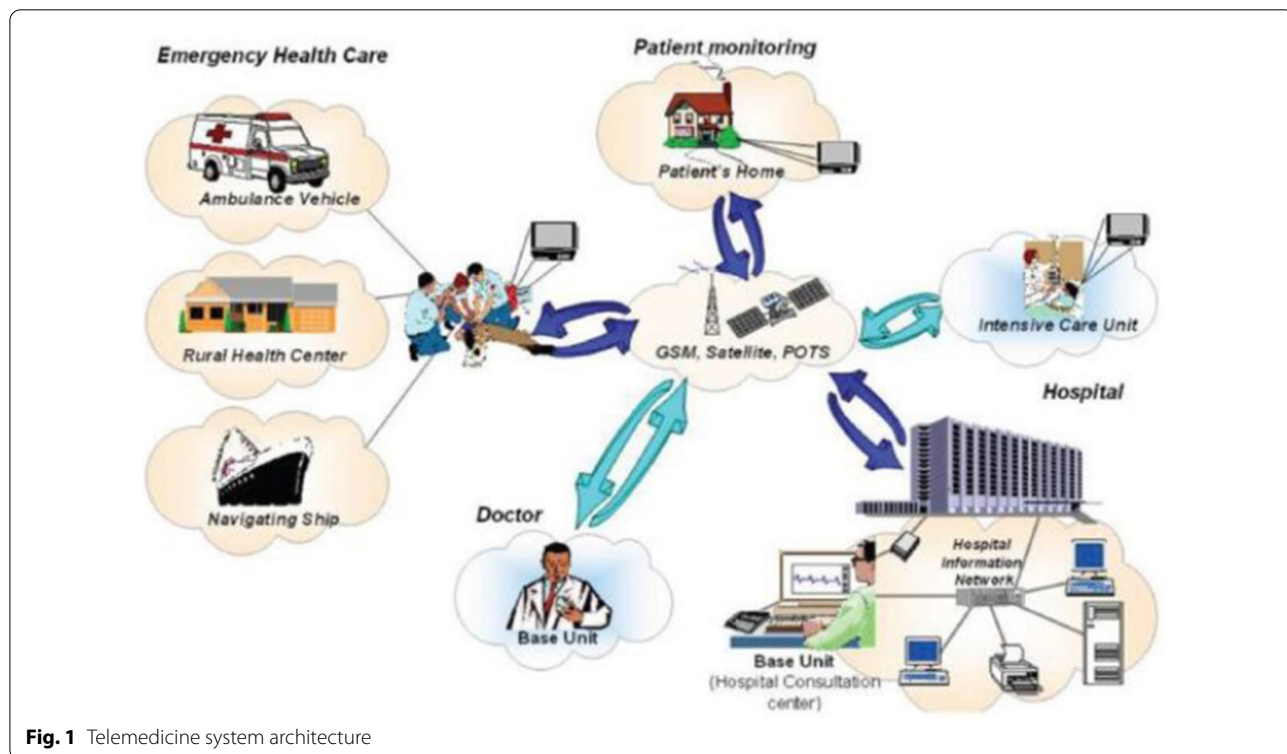 Emergency Health Care
Patient monitoring
Ambulance Vehicle
Patient's Home
Rural Health Center
GSM, Satellite, POTS
Intensive Care Unit
Hospital
Navigating Ship
Doctor
Base Unit
Hospital
Information
Network
Base Unit
(Hospital Consultation
center)
Fig. 1 Telemedicine system architecture